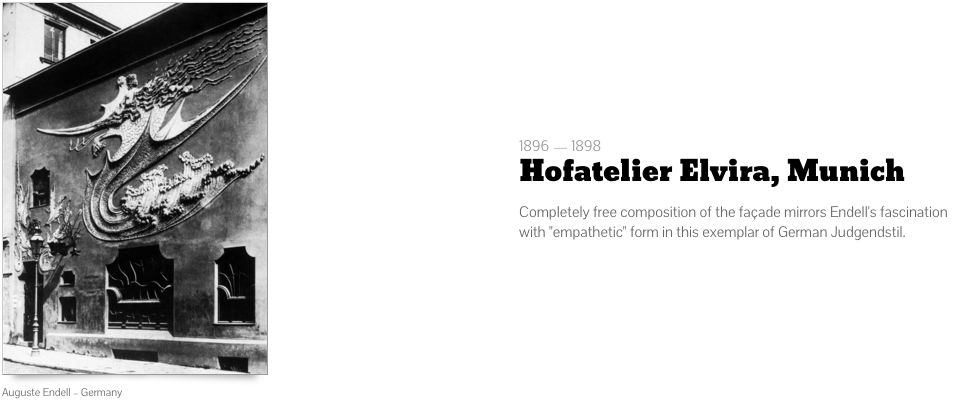 1896 — 1898
Hofatelier Elvira, Munich
Completely free composition of the façade mirrors Endell's fascination
with "empathetic" form in this exemplar of German Judgendstil.
Auguste Endell - Germany